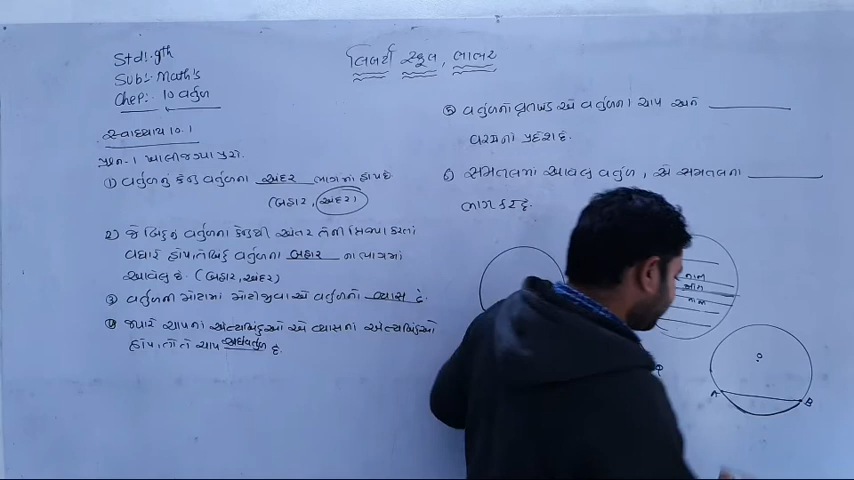 Std:- 9th
Sub:- Math's
Chep:- 10 વર્તુળ
લિબર્ટી સ્કુલ, લાલર
સ્વાધ્યાય 10.1
પ્રશ્ન-1 ખાલી જગ્યા પુરો.
① વર્તુળનું કેન્દ્ર વર્તુળના અંદર ભાગમાં હોય છે
(બહાર, અંદર)
2) જે બિંદુનું વર્તુળના કેન્દ્રથી અંતર તેની ત્રિજ્યા કરતાં
વધારે હોય, તે બિંદુ વર્તુળના બહાર ના ભાગમાં
આવેલું છે. (બહાર, અંદર)
③ વર્તુળની મોટામાં મોટી જીવા એ વર્તુળનો વ્યાસ છે.
④ જ્યારે ચાપનાં અંત્યબિંદુઓ એ વ્યાસનાં અંત્યબિંદુઓ
હોય, તો તે ચાપ અર્ધવર્તુળ છે.
⑤ વર્તુળનો વૃતખંડ એ વર્તુળના ચાપ અને ________
વચ્ચેનો પ્રદેશ છે.
⑥ સમતલમાં આવેલું વર્તુળ, એ સમતલના ________
ભાગ કરે છે.
A
B